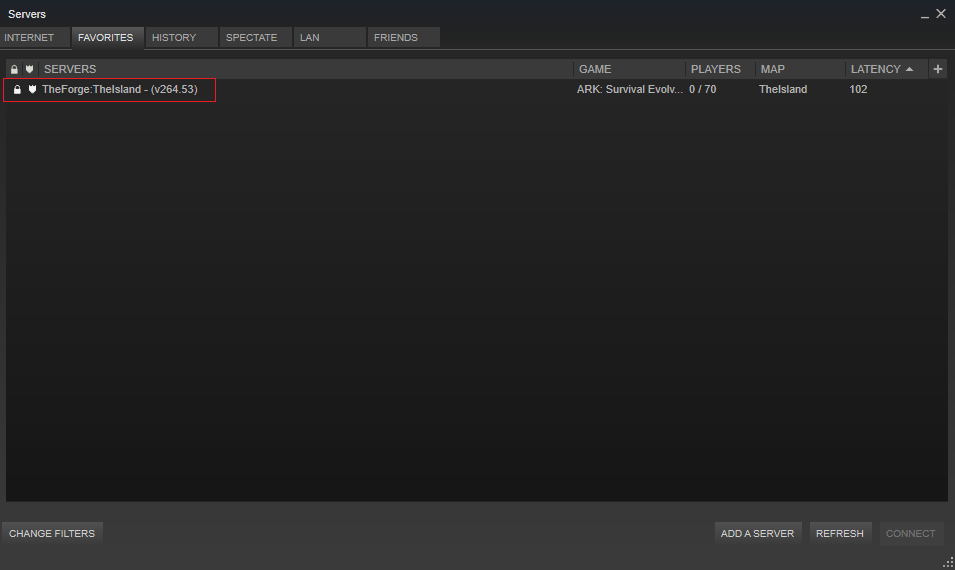 Servers
INTERNET FAVORITES HISTORY SPECTATE LAN FRIENDS
SERVERS GAME PLAYERS MAP LATENCY
TheForge:TheIsland - (v264.53) ARK: Survival Evolv... 0 / 70 TheIsland 102
CHANGE FILTERS ADD A SERVER REFRESH CONNECT